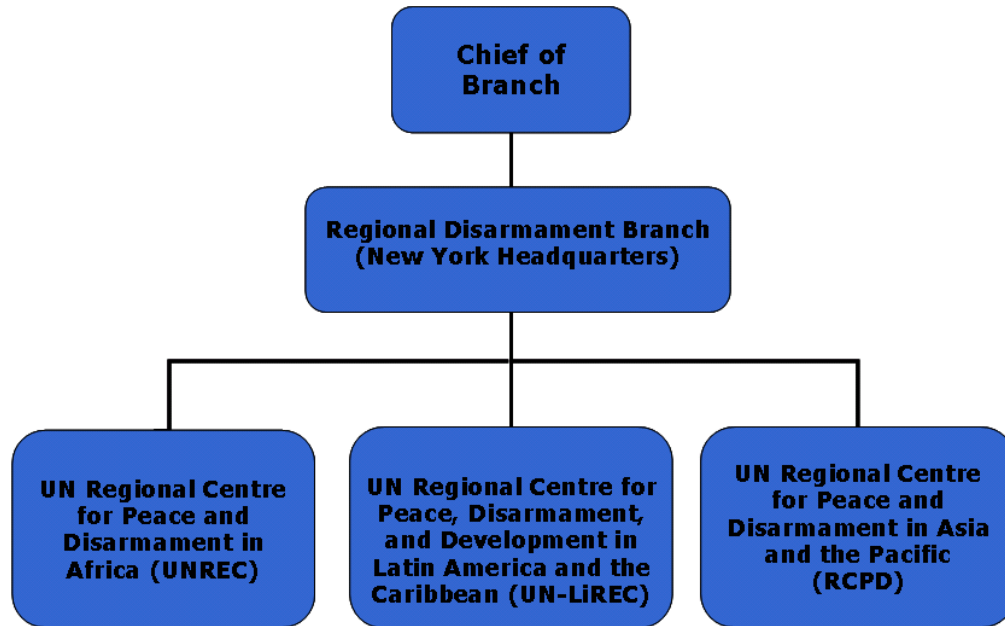 Chief of
Branch
Regional Disarmament Branch
(New York Headquarters)
UN Regional Centre
for Peace and
Disarmament in
Africa (UNREC)
UN Regional Centre for
Peace, Disarmament,
and Development in
Latin America and the
Caribbean (UN-LiREC)
UN Regional Centre
for Peace and
Disarmament in Asia
and the Pacific
(RCPD)